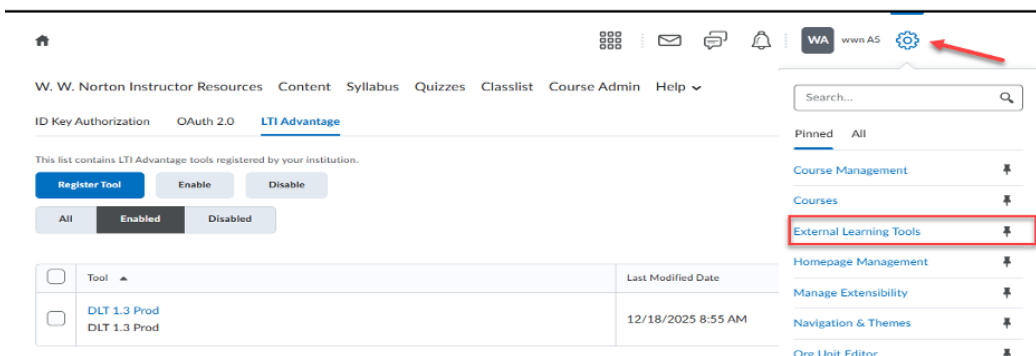 WA wwn AS
W. W. Norton Instructor Resources Content Syllabus Quizzes Classlist Course Admin Help
ID Key Authorization OAuth 2.0 LTI Advantage
This list contains LTI Advantage tools registered by your institution.
Register Tool Enable Disable
All Enabled Disabled
Tool Last Modified Date
DLT 1.3 Prod
DLT 1.3 Prod
12/18/2025 8:55 AM
Search...
Pinned All
Course Management
Courses
External Learning Tools
Homepage Management
Manage Extensibility
Navigation & Themes
Org Unit Editor